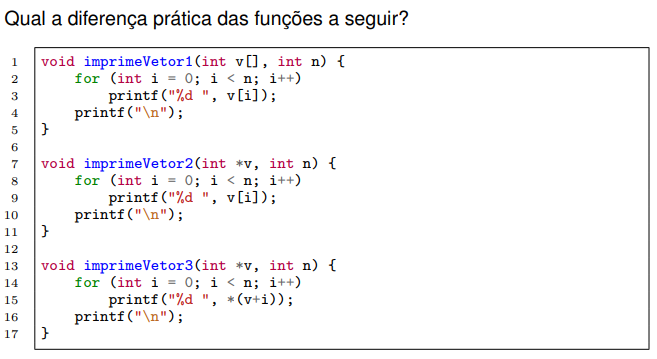 Qual a diferença prática das funções a seguir?
1 void imprimeVetor1(int v[], int n) {
2     for (int i = 0; i < n; i++)
3         printf("%d ", v[i]);
4     printf("\n");
5 }
6
7 void imprimeVetor2(int *v, int n) {
8     for (int i = 0; i < n; i++)
9         printf("%d ", v[i]);
10     printf("\n");
11 }
12
13 void imprimeVetor3(int *v, int n) {
14     for (int i = 0; i < n; i++)
15         printf("%d ", *(v+i));
16     printf("\n");
17 }